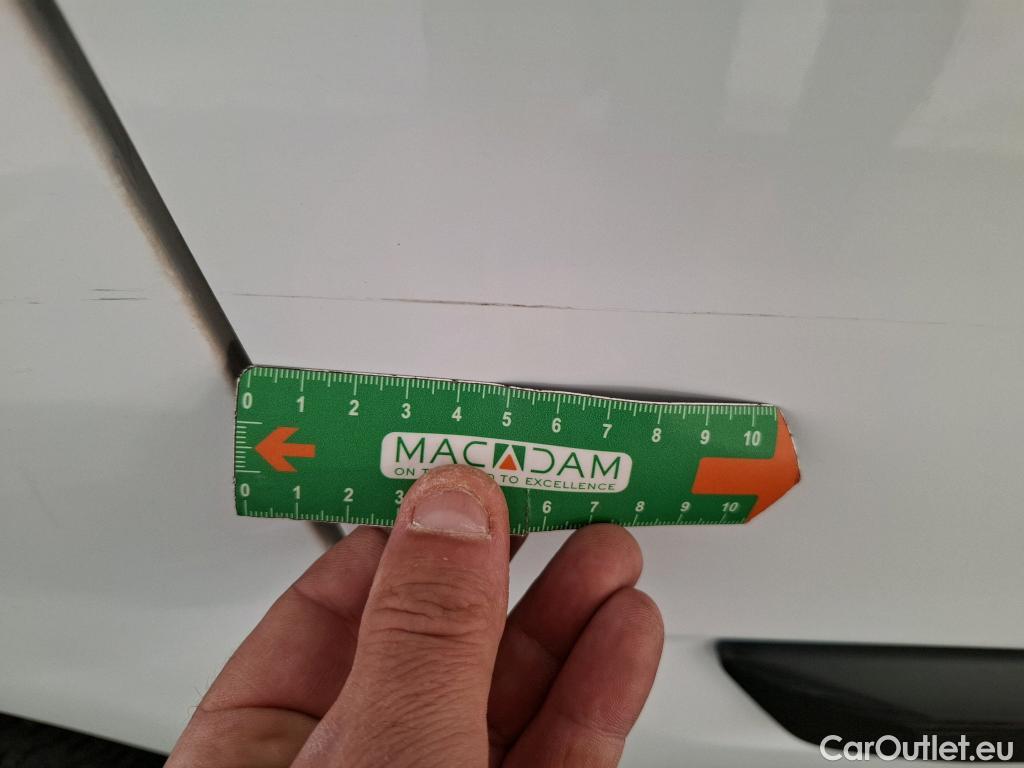 0 1 2 3 4 5 6 7 8 9 10
MACADAM
ON T TO EXCELLENCE
0 1 2 3 6 7 8 9 10
CarOutlet.eu